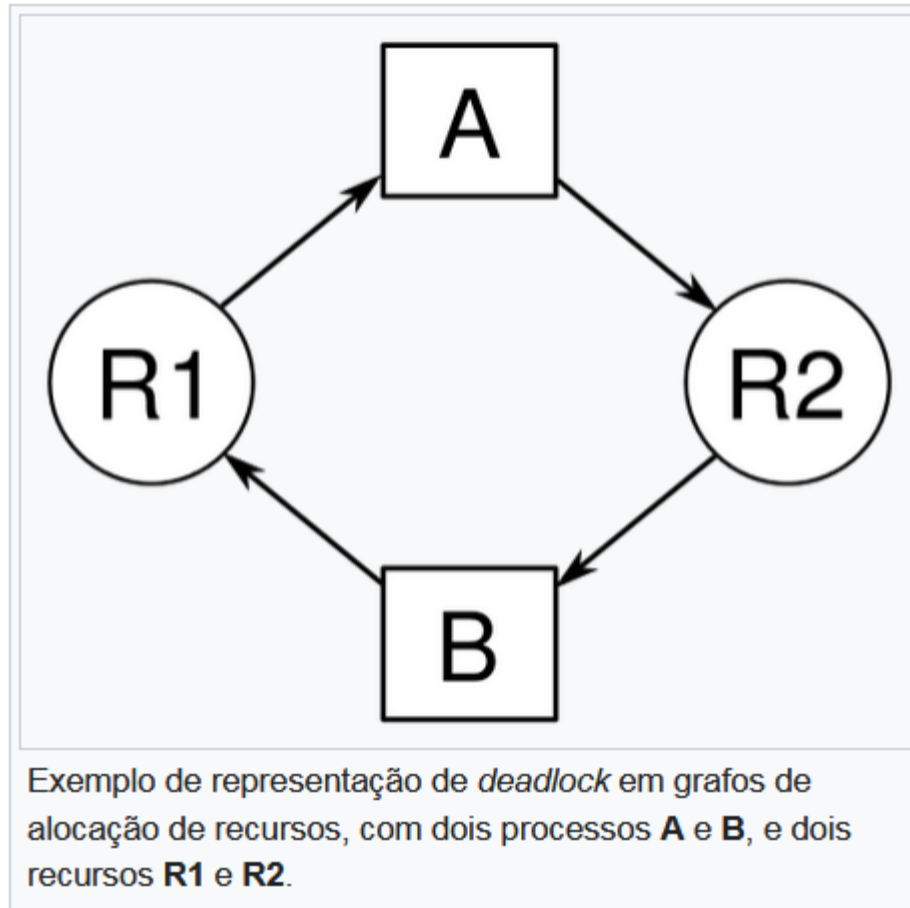 A
R1
R2
B
Exemplo de representação de deadlock em grafos de
alocação de recursos, com dois processos A e B, e dois
recursos R1 e R2.